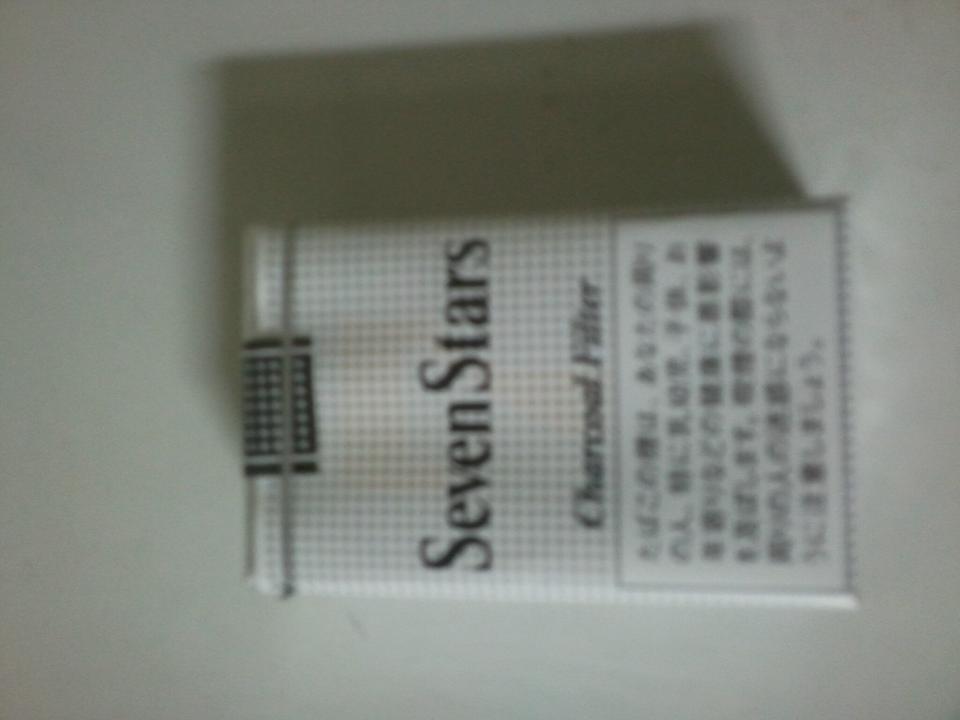 SevenStars
Charcoal Filter
たばこの煙は、あなたの周り
の人、特に乳幼児、子供、お
年寄りなどの健康に悪影響
を及ぼします。喫煙の際には、
周りの人の迷惑にならないよ
うに注意しましょう。